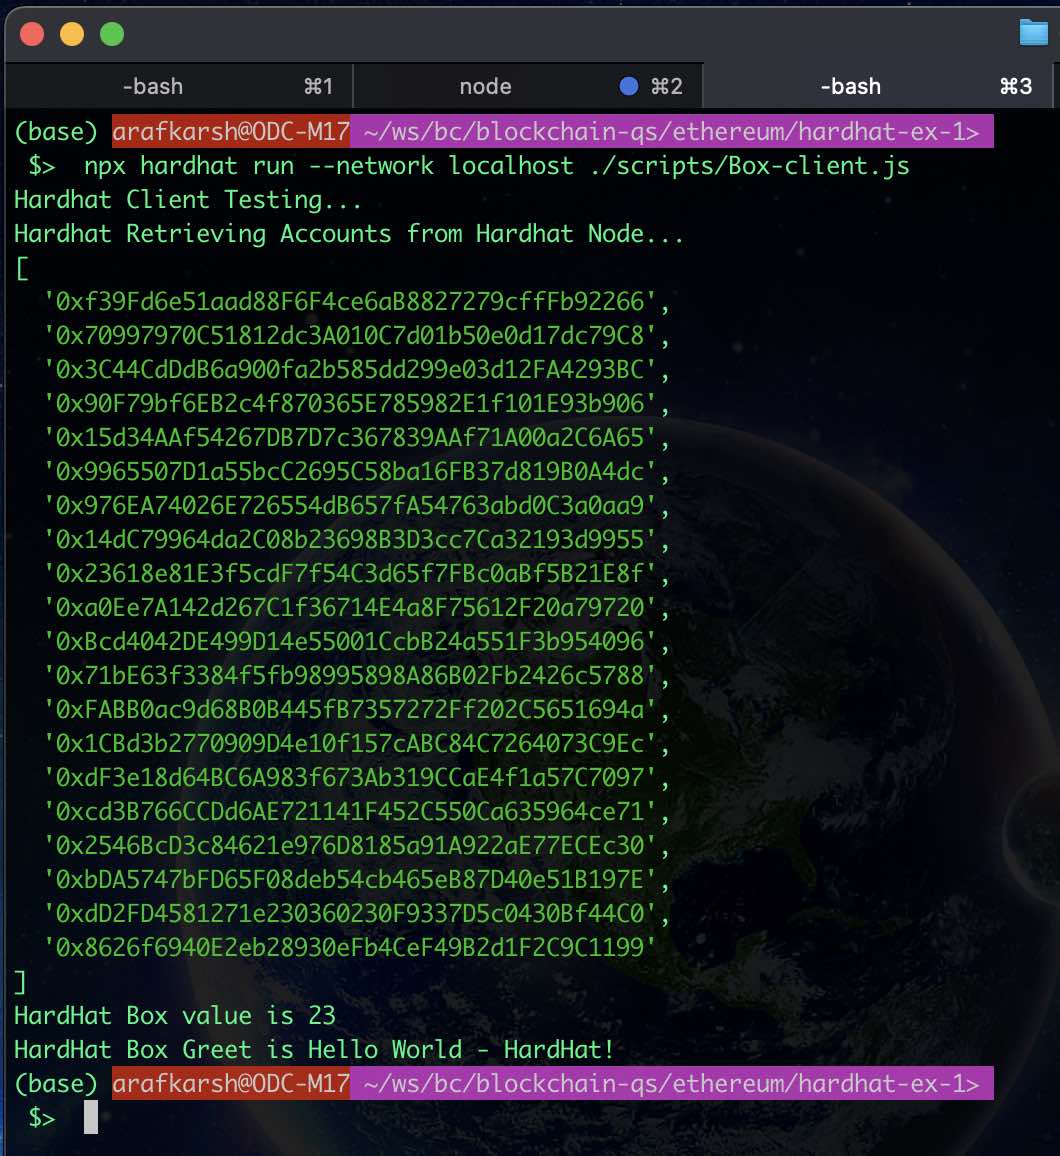 -bash ⌘1 node ⌘2 -bash ⌘3
(base) arafkarsh@ODC-M17 ~/ws/bc/blockchain-qs/ethereum/hardhat-ex-1>
$> npx hardhat run --network localhost ./scripts/Box-client.js
Hardhat Client Testing...
Hardhat Retrieving Accounts from Hardhat Node...
[
'0xf39Fd6e51aad88F6F4ce6aB8827279cffFb92266',
'0x70997970C51812dc3A010C7d01b50e0d17dc79C8',
'0x3C44CdDdB6a900fa2b585dd299e03d12FA4293BC',
'0x90F79bf6EB2c4f870365E785982E1f101E93b906',
'0x15d34AAf54267DB7D7c367839AAf71A00a2C6A65',
'0x9965507D1a55bcC2695C58ba16FB37d819B0A4dc',
'0x976EA74026E726554dB657fA54763abd0C3a0aa9',
'0x14dC79964da2C08b23698B3D3cc7Ca32193d9955',
'0x23618e81E3f5cdF7f54C3d65f7FBc0aBf5B21E8f',
'0xa0Ee7A142d267C1f36714E4a8F75612F20a79720',
'0xBcd4042DE499D14e55001CcbB24a551F3b954096',
'0x71bE63f3384f5fb98995898A86B02Fb2426c5788',
'0xFABB0ac9d68B0B445fB7357272Ff202C5651694a',
'0x1CBd3b2770909D4e10f157cABC84C7264073C9Ec',
'0xdF3e18d64BC6A983f673Ab319CCaE4f1a57C7097',
'0xcd3B766CCDd6AE721141F452C550Ca635964ce71',
'0x2546BcD3c84621e976D8185a91A922aE77ECEc30',
'0xbDA5747bFD65F08deb54cb465eB87D40e51B197E',
'0xdD2FD4581271e230360230F9337D5c0430Bf44C0',
'0x8626f6940E2eb28930eFb4CeF49B2d1F2C9C1199'
]
HardHat Box value is 23
HardHat Box Greet is Hello World - HardHat!
(base) arafkarsh@ODC-M17 ~/ws/bc/blockchain-qs/ethereum/hardhat-ex-1>
$>